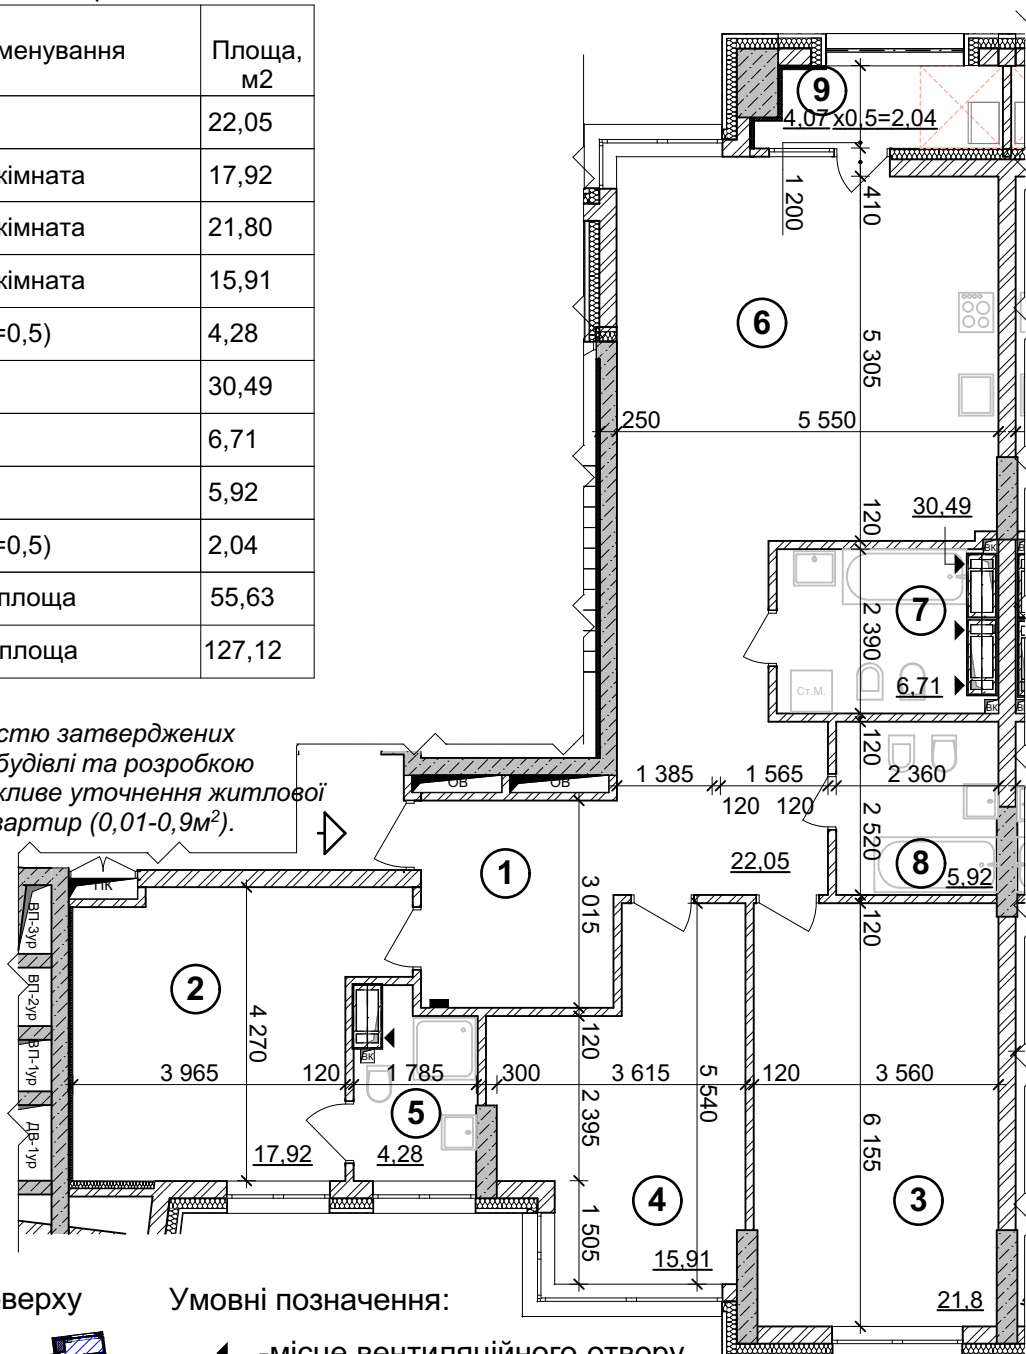 менування Площа, м2
22,05
кімната 17,92
кімната 21,80
кімната 15,91
=0,5) 4,28
30,49
6,71
5,92
=0,5) 2,04
площа 55,63
площа 127,12
стю затверджених
будівлі та розробкою
кливе уточнення житлової
вартир (0,01-0,9м²).
9
4,07х0,5=2,04
1 200
410
6
5 305
250 5 550
120
30,49
ВК
7
2 390
Ст.М.
6,71
ВК
ОВ ОВ
1 385 1 565 2 360
120 120
120
2 520
22,05
8
5,92
1
3 015
120
ПК
ВП-3ур
ВП-2ур
ВП-1ур
ДВ-1ур
2
4 270
3 965 120 1 785 300 3 615 120 3 560
ВК
120
2 395
5 540
5
17,92
4,28
6 155
4
3
1 505
15,91
21,8
оверху
Умовні позначення:
-місце вентиляційного отвору